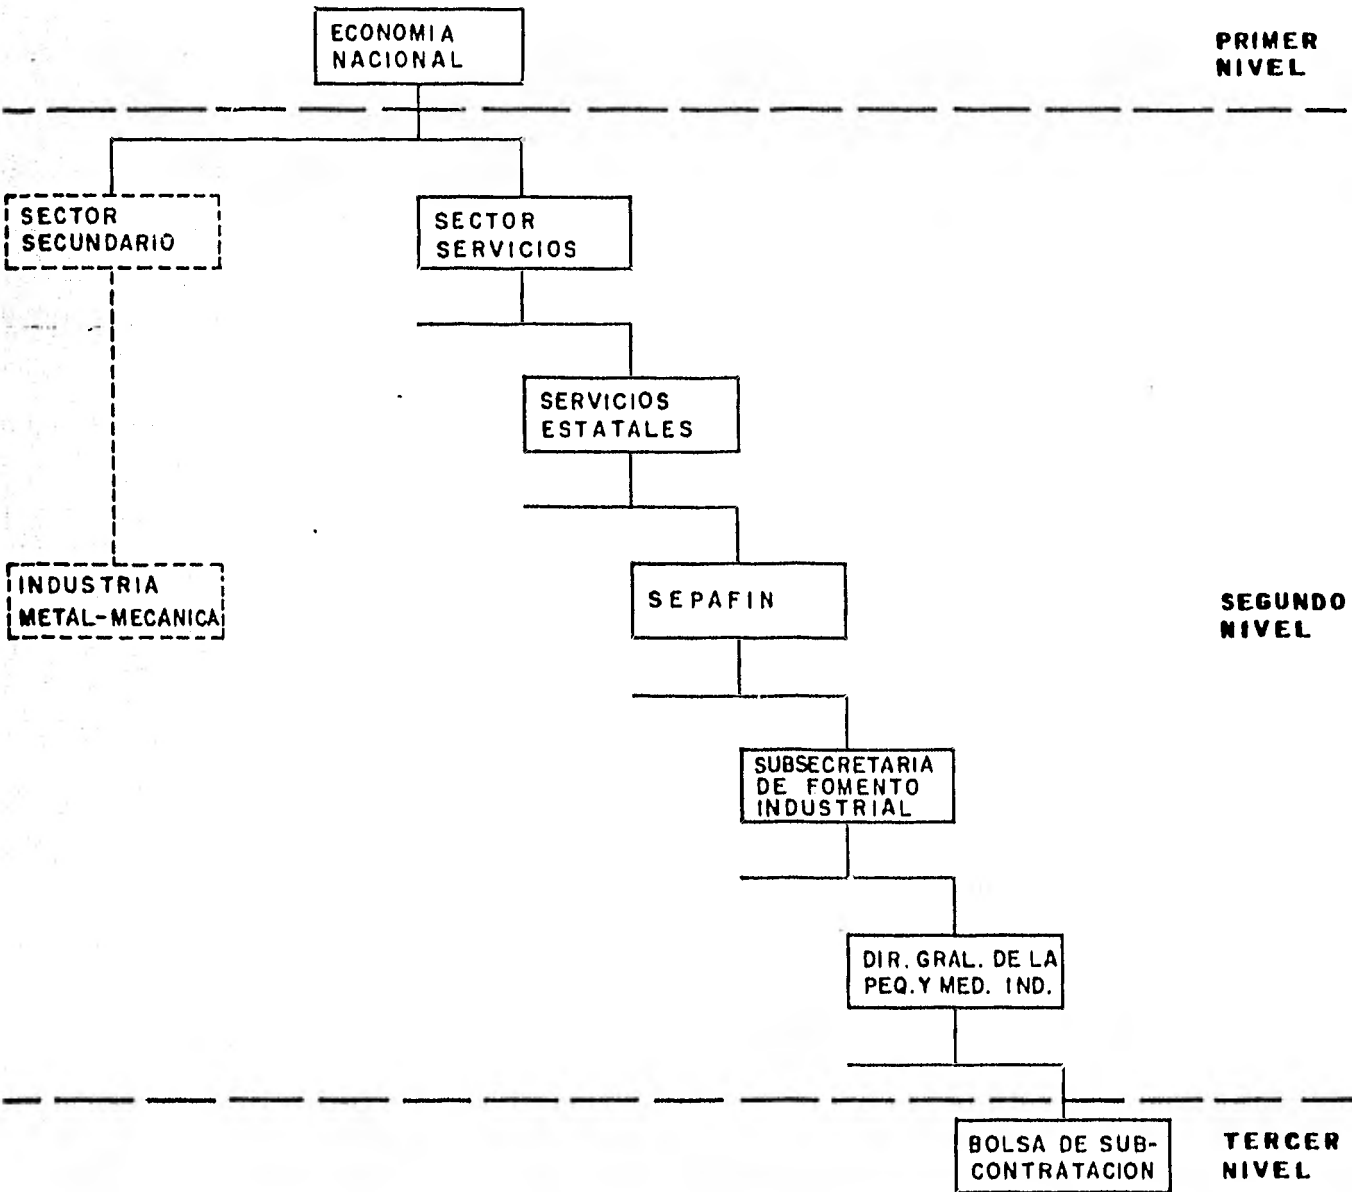 ECONOMIA
NACIONAL
PRIMER
NIVEL
SECTOR
SECUNDARIO
SECTOR
SERVICIOS
SERVICIOS
ESTATALES
INDUSTRIA
METAL-MECANICA
SEPAFIN
SEGUNDO
NIVEL
SUBSECRETARIA
DE FOMENTO
INDUSTRIAL
DIR. GRAL. DE LA
PEQ. Y MED. IND.
BOLSA DE SUB-
CONTRATACION
TERCER
NIVEL